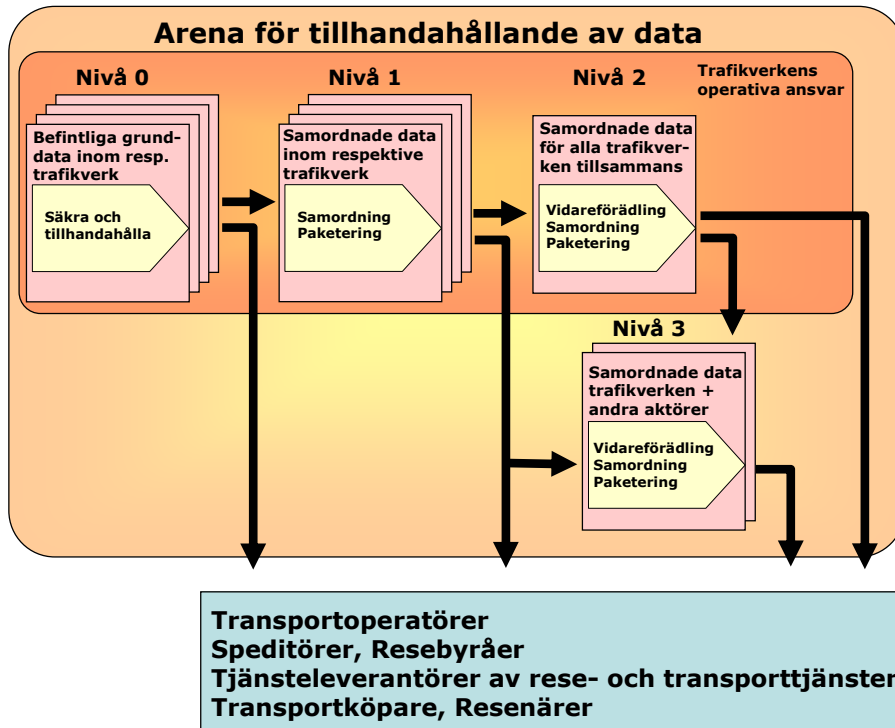 Arena för tillhandahållande av data
Nivå 0
Nivå 1
Nivå 2
Trafikverkens
operativa ansvar
Befintliga grund-
data inom resp.
trafikverk
Säkra och
tillhandahålla
Samordnade data
inom respektive
trafikverk
Samordning
Paketering
Samordnade data
för alla trafikver-
ken tillsammans
Vidareförädling
Samordning
Paketering
Nivå 3
Samordnade data
trafikverken +
andra aktörer
Vidareförädling
Samordning
Paketering
Transportoperatörer
Speditörer, Resebyråer
Tjänsteleverantörer av rese- och transporttjänster
Transportköpare, Resenärer